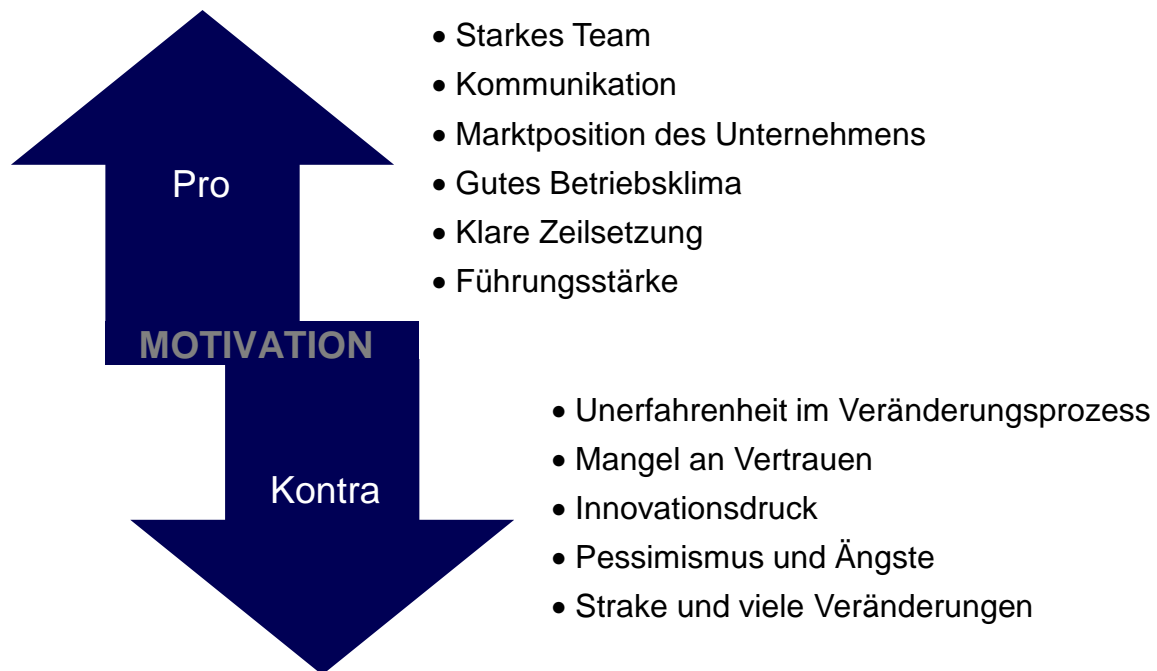 • Starkes Team
• Kommunikation
• Marktposition des Unternehmens
Pro
• Gutes Betriebsklima
• Klare Zeilsetzung
• Führungsstärke
MOTIVATION
• Unerfahrenheit im Veränderungsprozess
• Mangel an Vertrauen
Kontra
• Innovationsdruck
• Pessimismus und Ängste
• Strake und viele Veränderungen